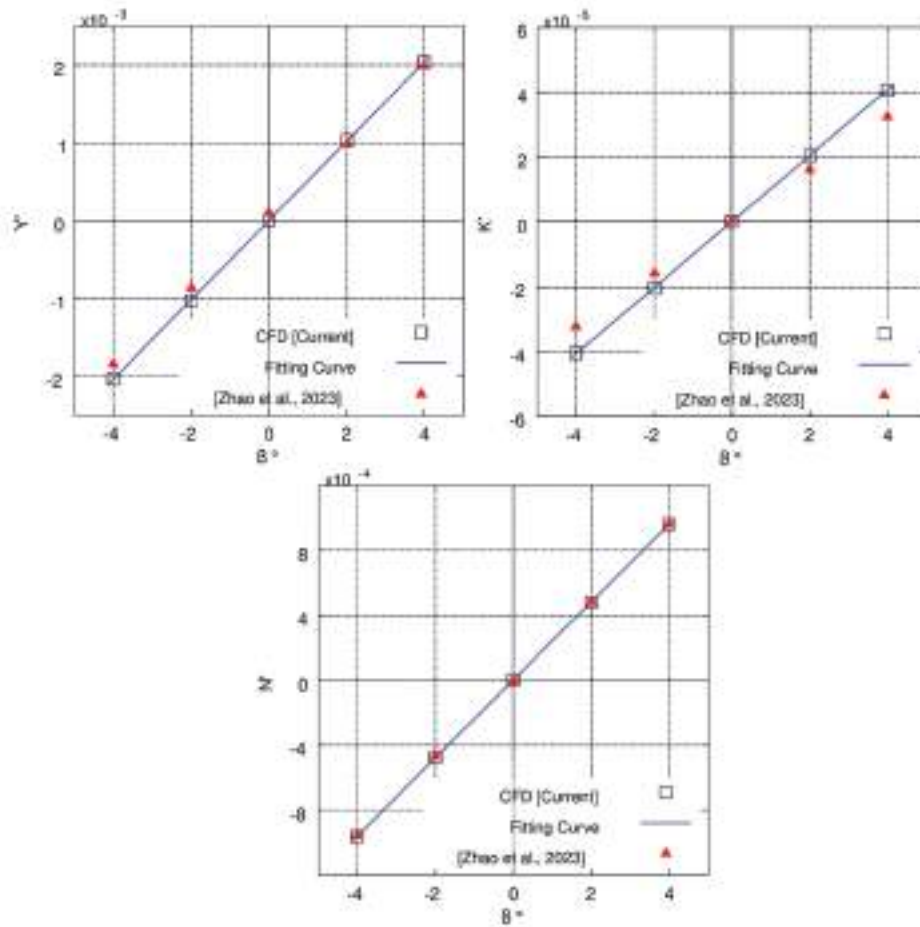 x10 -3
2
1
0
-1
-2
Y'
CFD [Current]
Fitting Curve
[Zhao et al., 2023]
-4 -2 0 2 4
β °
x10 -5
6
4
2
0
-2
-4
-6
K'
CFD [Current]
Fitting Curve
[Zhao et al., 2023]
-4 -2 0 2 4
β °
x10 -4
8
4
0
-4
-8
N'
CFD [Current]
Fitting Curve
[Zhao et al., 2023]
-4 -2 0 2 4
β °